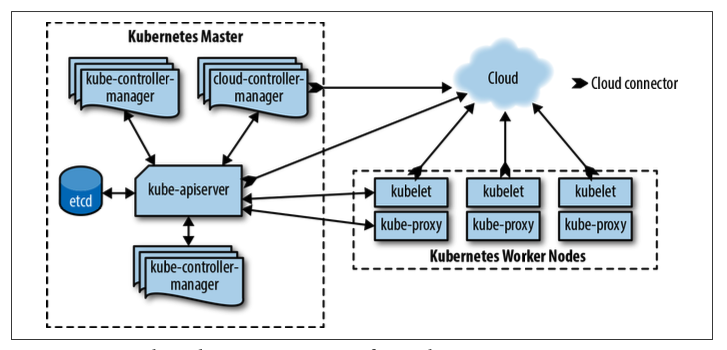 Kubernetes Master
kube-controller-
manager
cloud-controller-
manager
Cloud
Cloud connector
kube-apiserver
etcd
kubelet
kubelet
kubelet
kube-proxy
kube-proxy
kube-proxy
Kubernetes Worker Nodes
kube-controller-
manager